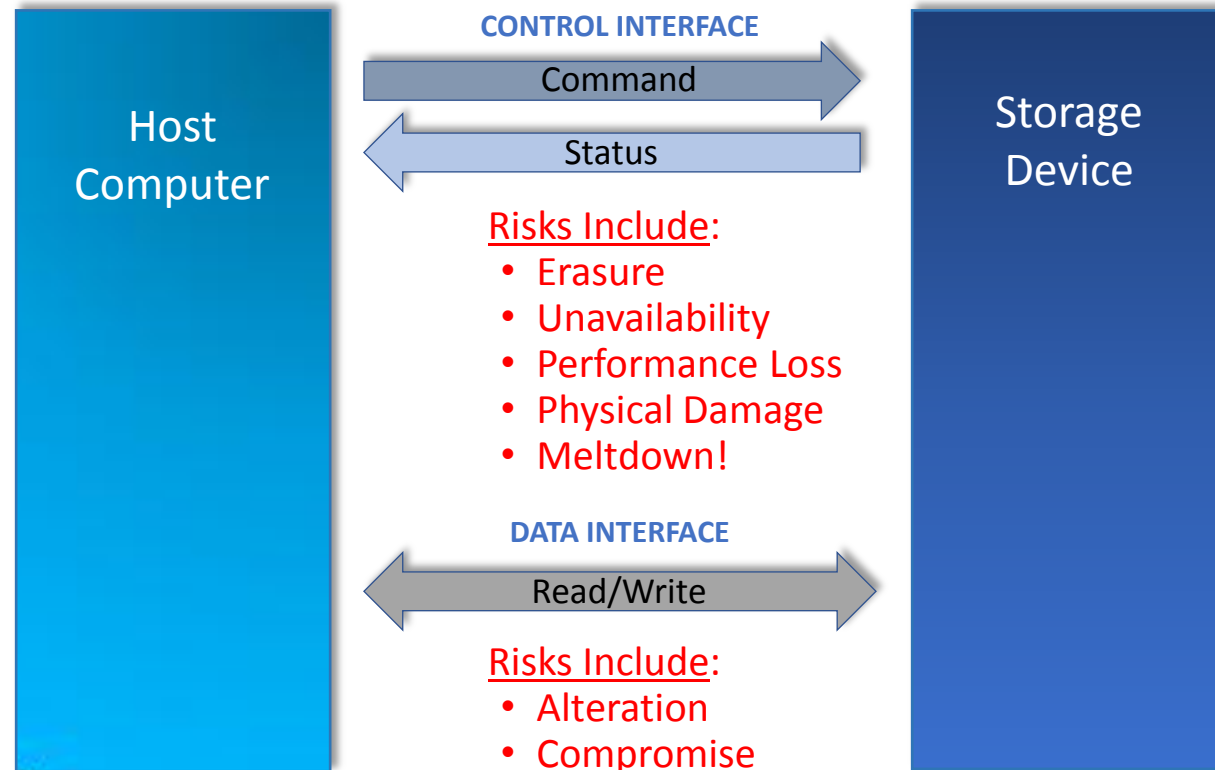 CONTROL INTERFACE
Command
Host
Computer
Status
Storage
Device
Risks Include:
• Erasure
• Unavailability
• Performance Loss
• Physical Damage
• Meltdown!
DATA INTERFACE
Read/Write
Risks Include:
• Alteration
• Compromise